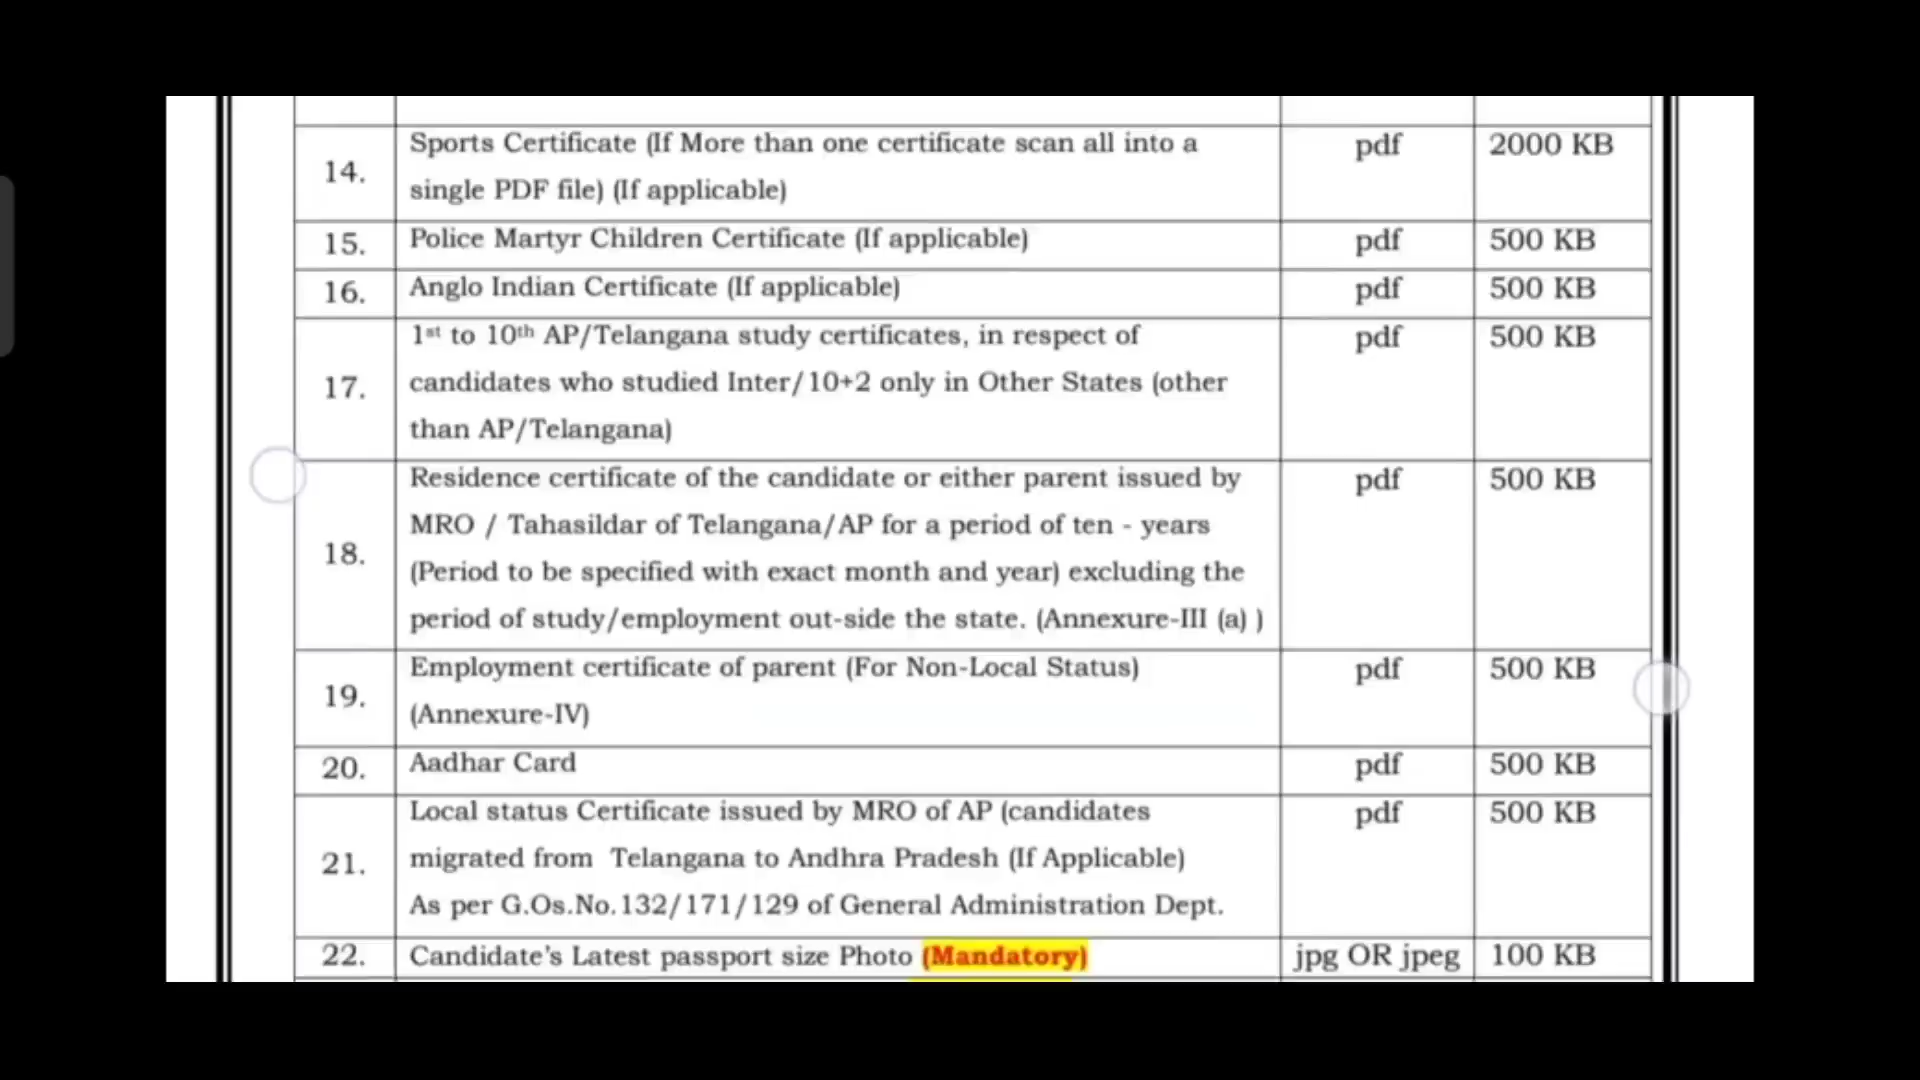 14. Sports Certificate (If More than one certificate scan all into a pdf 2000 KB
single PDF file) (If applicable)
15. Police Martyr Children Certificate (If applicable) pdf 500 KB
16. Anglo Indian Certificate (If applicable) pdf 500 KB
17. 1st to 10th AP/Telangana study certificates, in respect of pdf 500 KB
candidates who studied Inter/10+2 only in Other States (other
than AP/Telangana)
18. Residence certificate of the candidate or either parent issued by pdf 500 KB
MRO / Tahasildar of Telangana/AP for a period of ten - years
(Period to be specified with exact month and year) excluding the
period of study/employment out-side the state. (Annexure-III (a) )
19. Employment certificate of parent (For Non-Local Status) pdf 500 KB
(Annexure-IV)
20. Aadhar Card pdf 500 KB
21. Local status Certificate issued by MRO of AP (candidates pdf 500 KB
migrated from Telangana to Andhra Pradesh (If Applicable)
As per G.Os.No.132/171/129 of General Administration Dept.
22. Candidate's Latest passport size Photo (Mandatory) jpg OR jpeg 100 KB